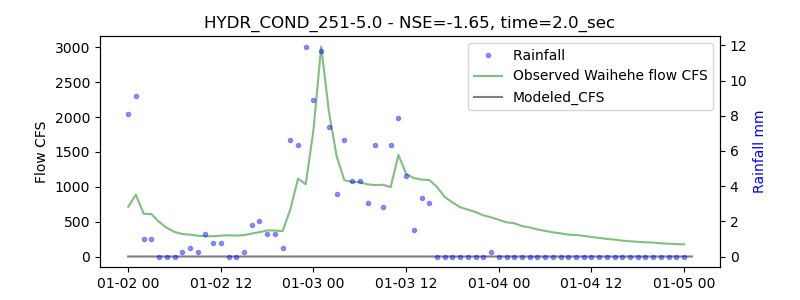 HYDR_COND_251-5.0 - NSE=-1.65, time=2.0_sec
Rainfall
Observed Waihehe flow CFS
Modeled_CFS
Flow CFS
3000
2500
2000
1500
1000
500
0
12
10
8
6
4
2
0
Rainfall mm
01-02 00 01-02 12 01-03 00 01-03 12 01-04 00 01-04 12 01-05 00